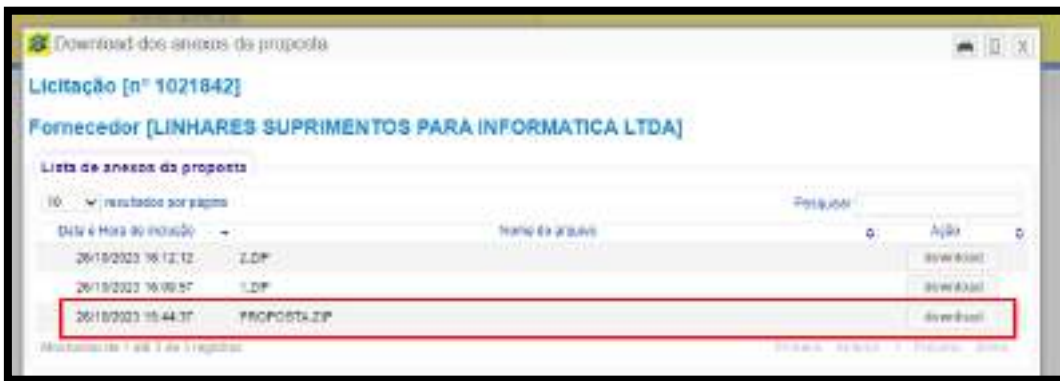 Download dos anexos da proposta
X
Licitação [nº 1021842]
Fornecedor [LINHARES SUPRIMENTOS PARA INFORMATICA LTDA]
Lista de anexos da proposta
10 resultados por página Pesquisar
Data e Hora de inclusão Nome do arquivo Ação
26/10/2023 16:12:12 2.ZIP download
26/10/2023 16:09:57 1.ZIP download
26/10/2023 15:44:37 PROPOSTA.ZIP download
Mostrando de 1 até 3 de 3 registros